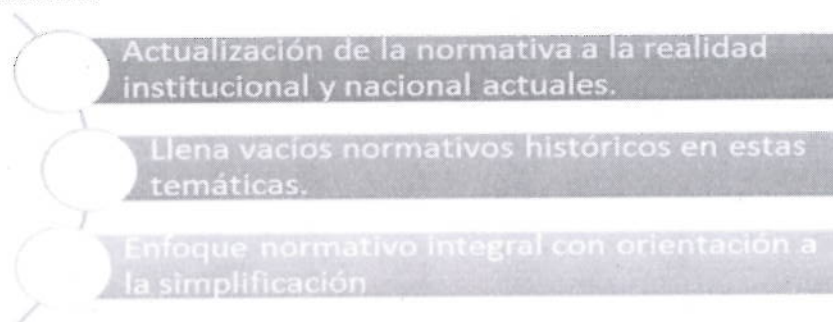 Actualización de la normativa a la realidad
institucional y nacional actuales.
Llena vacíos normativos históricos en estas
temáticas.
Enfoque normativo integral con orientación a
la simplificación